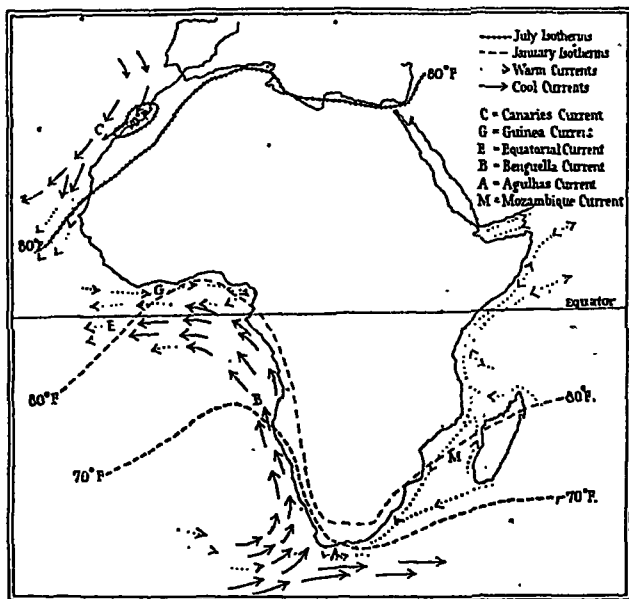 July Isotherms
January Isotherms
Warm Currents
Cool Currents
C = Canaries Current
G = Guinea Current
E = Equatorial Current
B = Benguella Current
A = Agulhas Current
M = Mozambique Current
80°F
C
80°
G
Equator
E
80°F.
80°F.
B
70°F.
M
70°F.
A